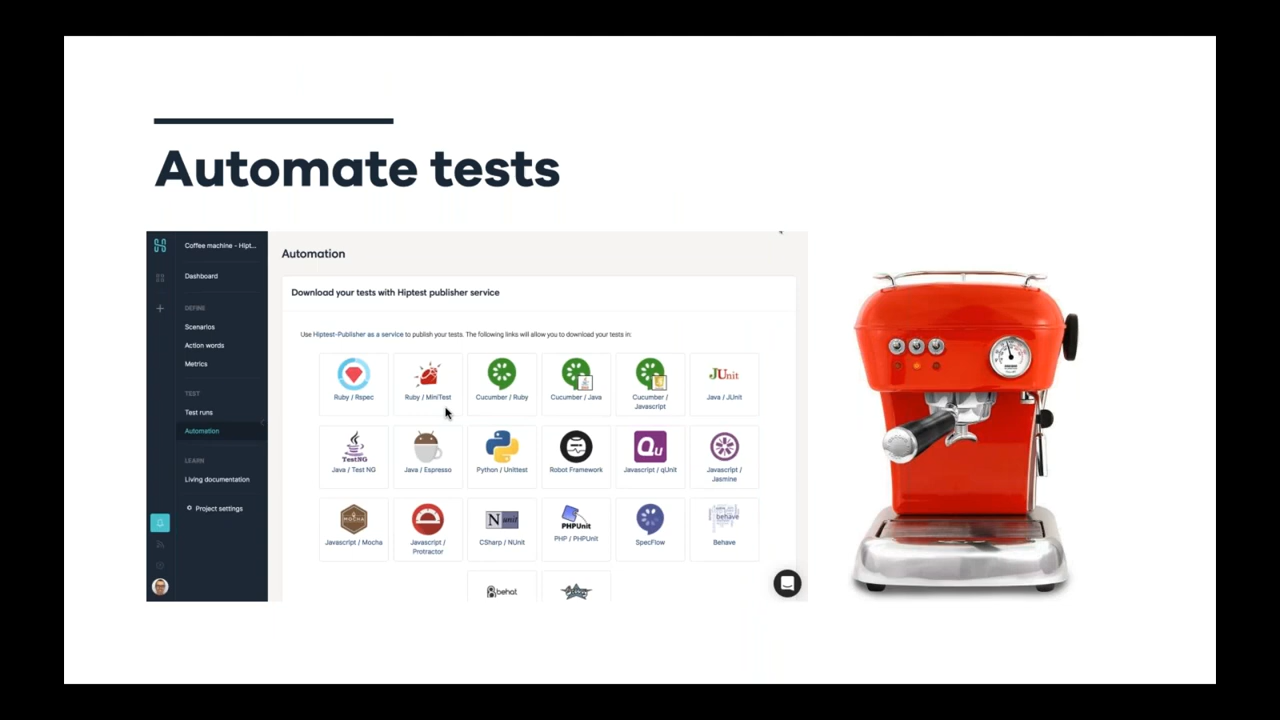 Automate tests
Coffee machine - Hipt...
Dashboard
DEFINE
Scenarios
Action words
Metrics
TEST
Test runs
Automation
LEARN
Living documentation
Project settings
Automation
Download your tests with Hiptest publisher service
Use Hiptest-Publisher as a service to publish your tests. The following links will allow you to download your tests in:
Ruby / Rspec
Ruby / MiniTest
Cucumber / Ruby
Cucumber / Java
Cucumber /
Javascript
JUnit
Java / JUnit
TestNG
Java / Test NG
Java / Espresso
Python / Unittest
Robot Framework
Qu
Javascript / qUnit
Javascript /
Jasmine
MOCHA
Javascript / Mocha
Javascript /
Protractor
N unit
CSharp / NUnit
PHPUnit
PHP / PHPUnit
SpecFlow
behave
Behave
behat